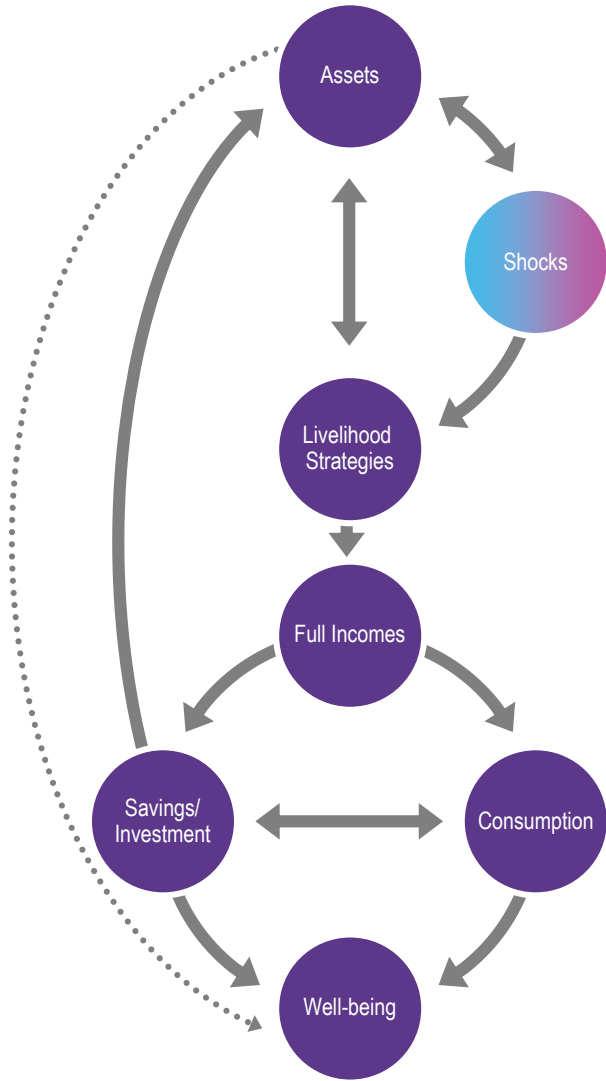 Assets
Shocks
Livelihood
Strategies
Full Incomes
Savings/
Investment
Consumption
Well-being